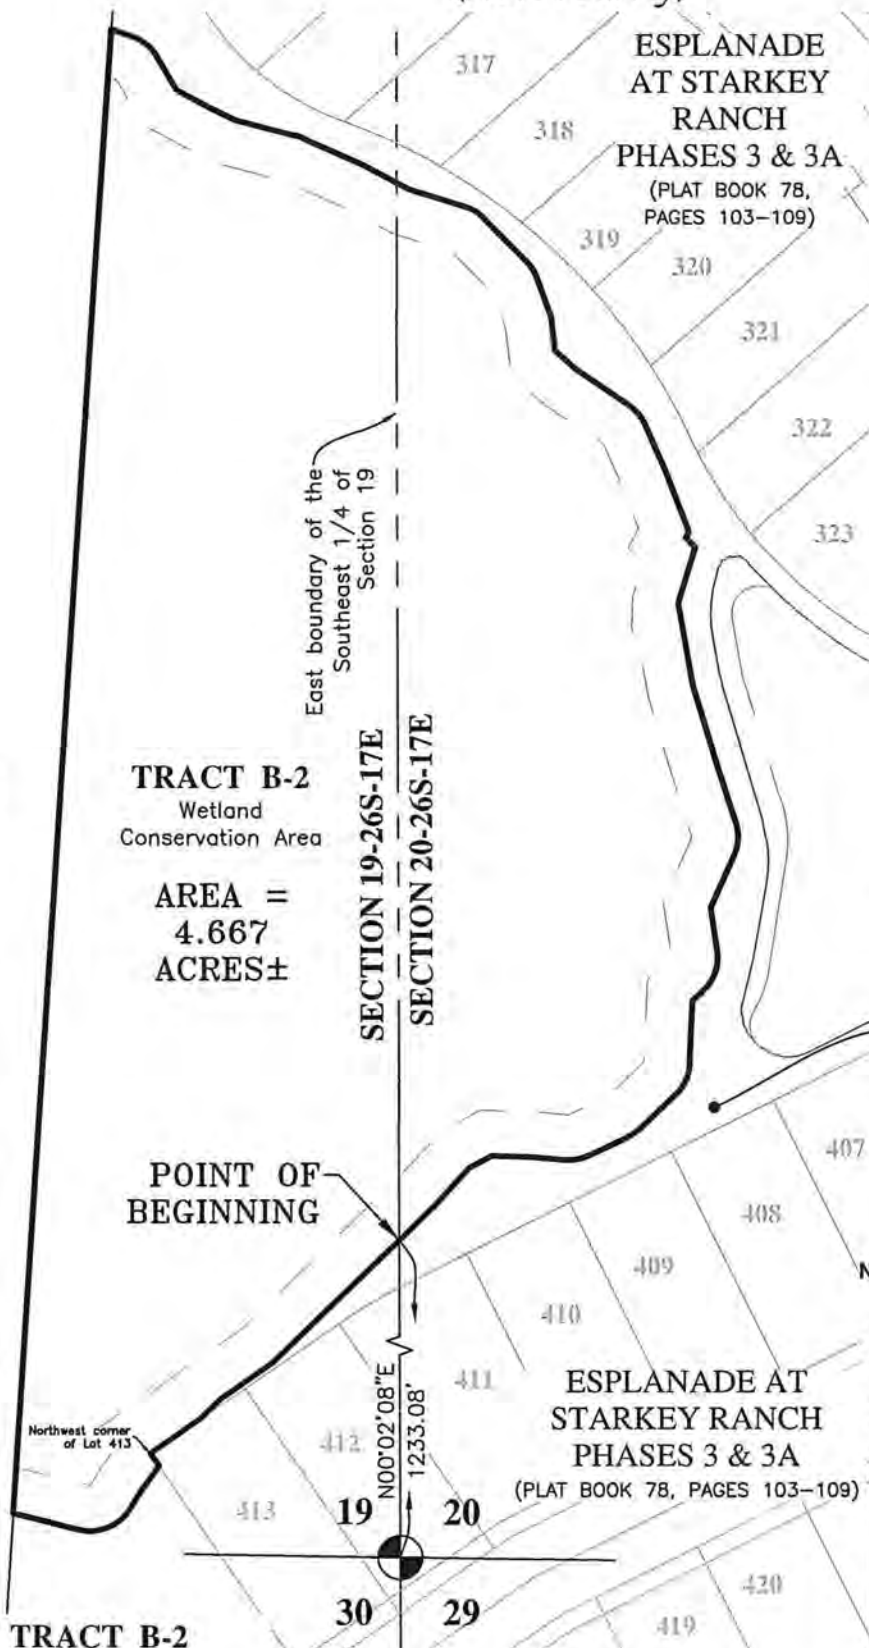 317
ESPLANADE
AT STARKEY
RANCH
PHASES 3 & 3A
(PLAT BOOK 78,
PAGES 103-109)
318
319
320
321
322
323
East boundary of the
Southeast 1/4 of
Section 19
TRACT B-2
Wetland
Conservation Area
AREA =
4.667
ACRES±
SECTION 19-26S-17E
SECTION 20-26S-17E
POINT OF
BEGINNING
407
408
409
410
411
412
413
N00°02'08"E
1233.08'
Northwest corner
of Lot 413
ESPLANADE AT
STARKEY RANCH
PHASES 3 & 3A
(PLAT BOOK 78, PAGES 103-109)
19 20
30 29
420
419
TRACT B-2